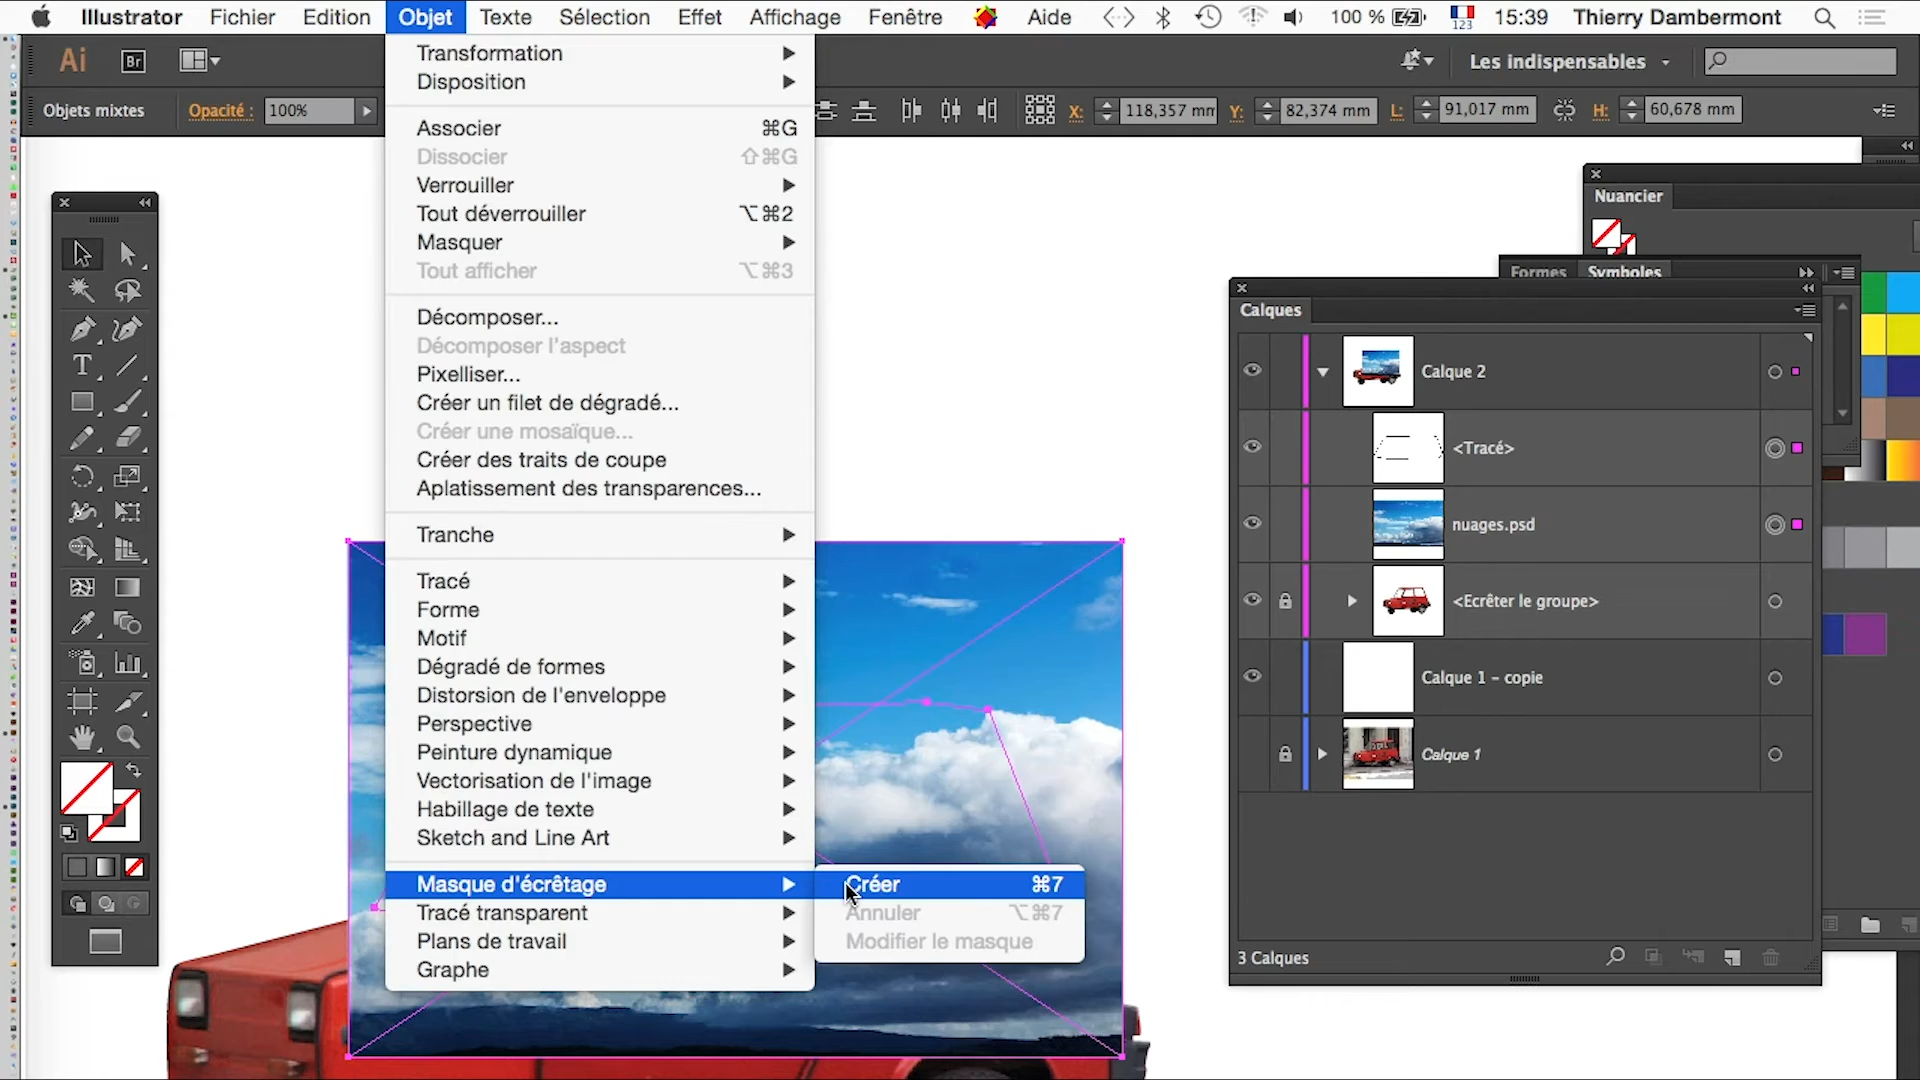 Illustrator Fichier Edition Objet Texte Sélection Effet Affichage Fenêtre Aide 100 % 123 15:39 Thierry Dambermont
Ai Br Les indispensables
Objets mixtes Opacité : 100% X: 118,357 mm Y: 82,374 mm L: 91,017 mm H: 60,678 mm
Transformation
Disposition
Associer ⌘G
Dissocier ⇧⌘G
Verrouiller
Tout déverrouiller ⌥⌘2
Masquer
Tout afficher ⌥⌘3
Décomposer...
Décomposer l'aspect
Pixelliser...
Créer un filet de dégradé...
Créer une mosaïque...
Créer des traits de coupe
Aplatissement des transparences...
Tranche
Tracé
Forme
Motif
Dégradé de formes
Distorsion de l'enveloppe
Perspective
Peinture dynamique
Vectorisation de l'image
Habillage de texte
Sketch and Line Art
Masque d'écrêtage
Tracé transparent
Plans de travail
Graphe
Créer ⌘7
Annuler ⌥⌘7
Modifier le masque
Nuancier
Formes Symboles
Calques
Calque 2
<Tracé>
nuages.psd
<Ecrêter le groupe>
Calque 1 - copie
Calque 1
3 Calques